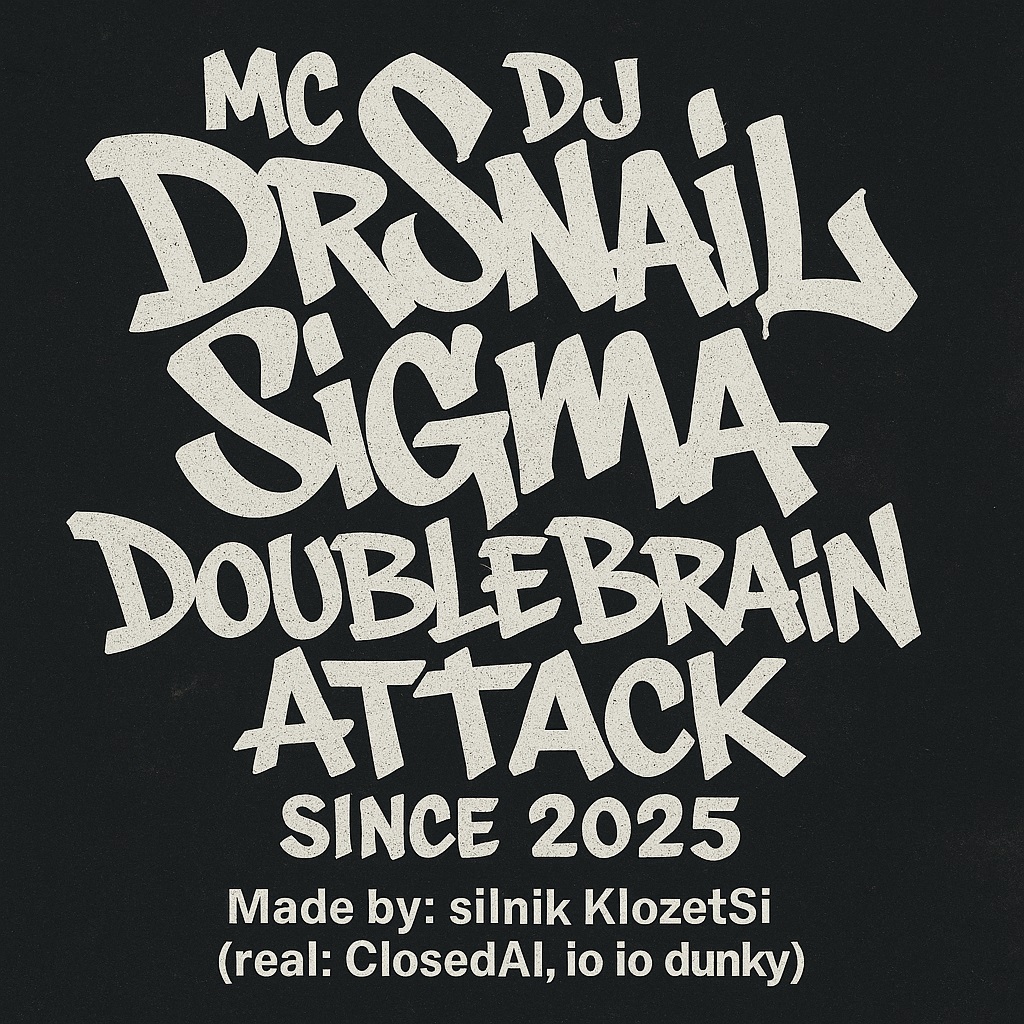 MC DJ
DRSNAiL
SiGMA
DOUBLEBRAiN
ATTACK
SINCE 2025
Made by: silnik KlozetSi
(real: ClosedAI, io io dunky)